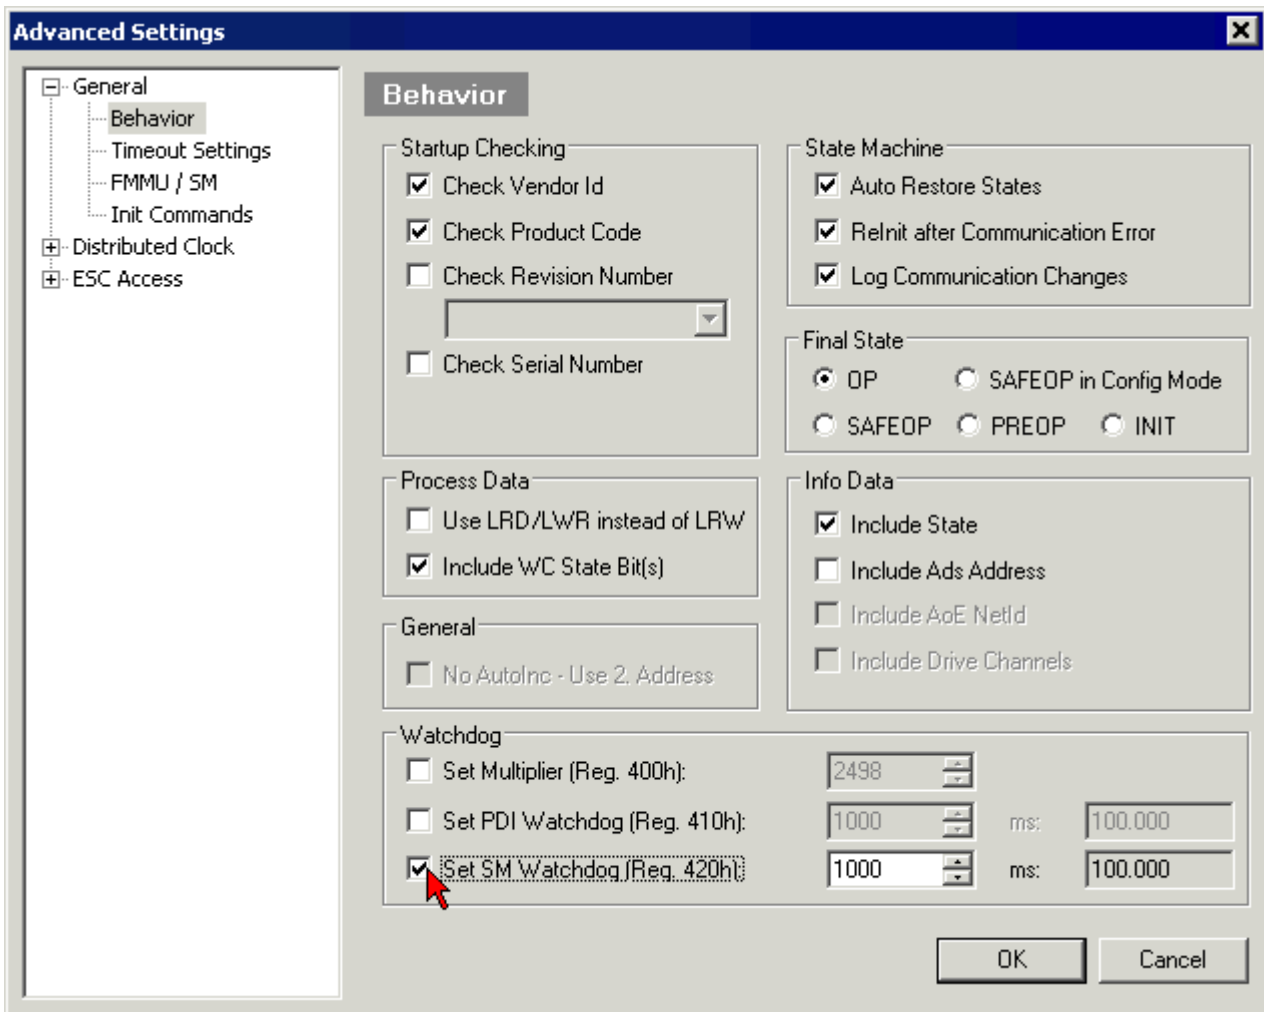 Advanced Settings
General
Behavior
Timeout Settings
FMMU / SM
Init Commands
Distributed Clock
ESC Access
Behavior
Startup Checking
Check Vendor Id
Check Product Code
Check Revision Number
Check Serial Number
State Machine
Auto Restore States
ReInit after Communication Error
Log Communication Changes
Final State
OP SAFEOP in Config Mode
SAFEOP PREOP INIT
Process Data
Use LRD/LWR instead of LRW
Include WC State Bit(s)
General
No AutoInc - Use 2. Address
Info Data
Include State
Include Ads Address
Include AoE NetId
Include Drive Channels
Watchdog
Set Multiplier (Reg. 400h): 2498
Set PDI Watchdog (Reg. 410h): 1000 ms: 100.000
Set SM Watchdog (Reg. 420h): 1000 ms: 100.000
OK Cancel